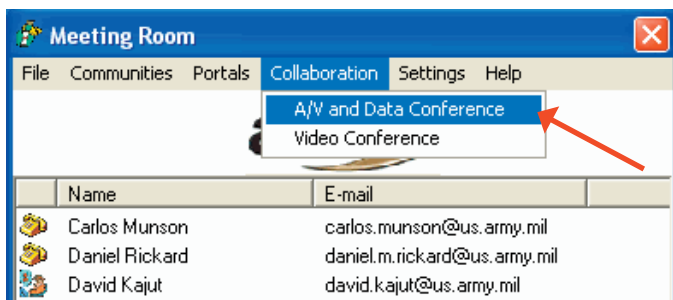 Meeting Room
File Communities Portals Collaboration Settings Help
A/V and Data Conference
Video Conference
Name E-mail
Carlos Munson carlos.munson@us.army.mil
Daniel Rickard daniel.m.rickard@us.army.mil
David Kajut david.kajut@us.army.mil